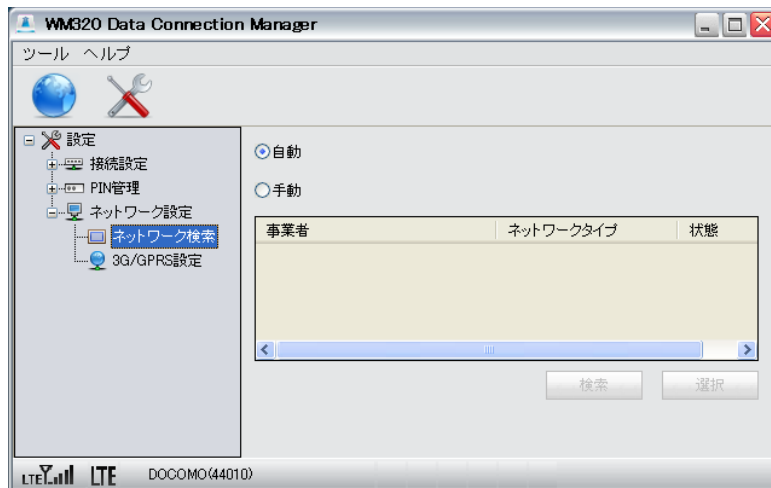 WM320 Data Connection Manager
ツール ヘルプ
設定
接続設定
PIN管理
ネットワーク設定
ネットワーク検索
3G/GPRS設定
自動
手動
事業者 ネットワークタイプ 状態
検索 選択
LTE LTE DOCOMO(44010)